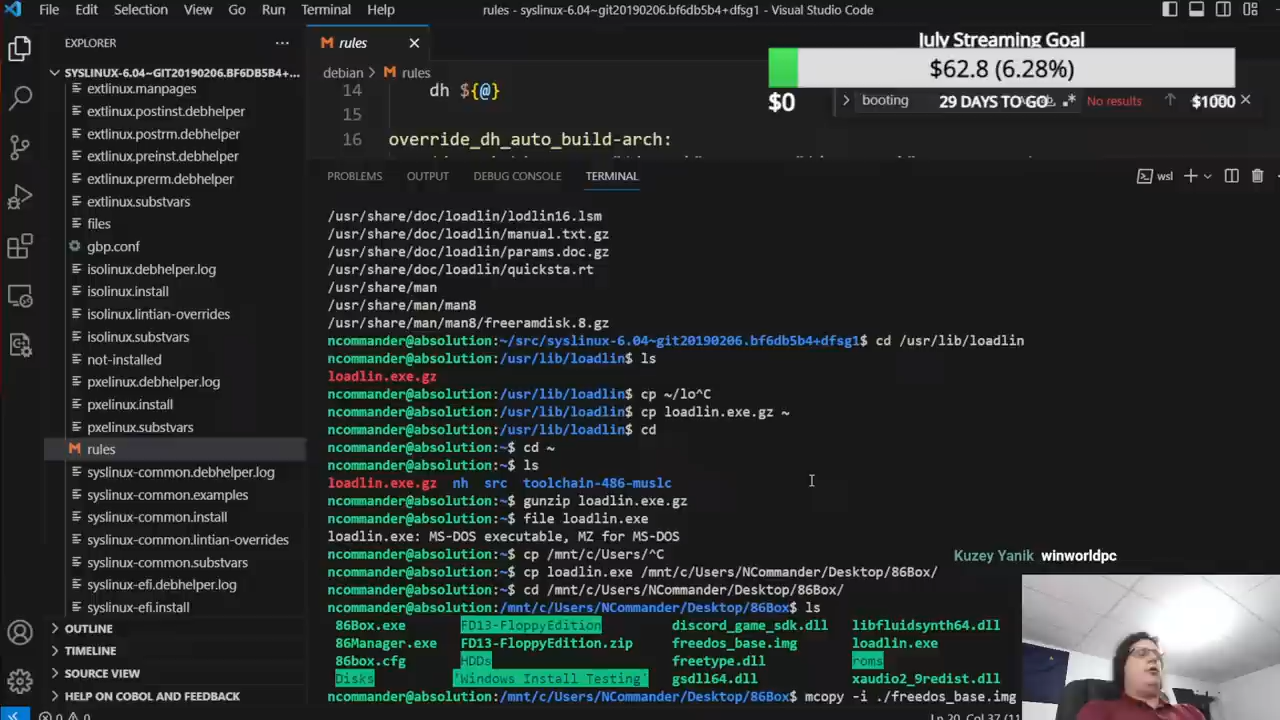 File Edit Selection View Go Run Terminal Help
rules - syslinux-6.04~git20190206.bf6db5b4+dfsg1 - Visual Studio Code
EXPLORER
SYSLINUX-6.04~GIT20190206.BF6DB5B4+...
extlinux.manpages
extlinux.postinst.debhelper
extlinux.postrm.debhelper
extlinux.preinst.debhelper
extlinux.prerm.debhelper
extlinux.substvars
files
gbp.conf
isolinux.debhelper.log
isolinux.install
isolinux.lintian-overrides
isolinux.substvars
not-installed
pxelinux.debhelper.log
pxelinux.install
pxelinux.substvars
rules
syslinux-common.debhelper.log
syslinux-common.examples
syslinux-common.install
syslinux-common.lintian-overrides
syslinux-common.substvars
syslinux-efi.debhelper.log
syslinux-efi.install
OUTLINE
TIMELINE
SOURCE VIEW
HELP ON COBOL AND FEEDBACK
0 0
rules
debian > rules
14 dh ${@}
15
16 override_dh_auto_build-arch:
July Streaming Goal
$62.8 (6.28%)
$0 29 DAYS TO GO $1000
booting
No results
PROBLEMS OUTPUT DEBUG CONSOLE TERMINAL
wsl
/usr/share/doc/loadlin/lodlin16.lsm
/usr/share/doc/loadlin/manual.txt.gz
/usr/share/doc/loadlin/params.doc.gz
/usr/share/doc/loadlin/quicksta.rt
/usr/share/man
/usr/share/man/man8
/usr/share/man/man8/freeramdisk.8.gz
ncommander@absolution:~/src/syslinux-6.04~git20190206.bf6db5b4+dfsg1$ cd /usr/lib/loadlin
ncommander@absolution:/usr/lib/loadlin$ ls
loadlin.exe.gz
ncommander@absolution:/usr/lib/loadlin$ cp ~/lo^C
ncommander@absolution:/usr/lib/loadlin$ cp loadlin.exe.gz ~
ncommander@absolution:/usr/lib/loadlin$ cd
ncommander@absolution:~$ cd ~
ncommander@absolution:~$ ls
loadlin.exe.gz nh src toolchain-486-muslc
ncommander@absolution:~$ gunzip loadlin.exe.gz
ncommander@absolution:~$ file loadlin.exe
loadlin.exe: MS-DOS executable, MZ for MS-DOS
ncommander@absolution:~$ cp /mnt/c/Users/^C
ncommander@absolution:~$ cp loadlin.exe /mnt/c/Users/NCommander/Desktop/86Box/
ncommander@absolution:~$ cd /mnt/c/Users/NCommander/Desktop/86Box/
ncommander@absolution:/mnt/c/Users/NCommander/Desktop/86Box$ ls
86Box.exe FD13-FloppyEdition discord_game_sdk.dll libfluidsynth64.dll
86Manager.exe FD13-FloppyEdition.zip freedos_base.img loadlin.exe
86box.cfg HDDs freetype.dll roms
Disks 'Windows Install Testing' gsdll64.dll xaudio2_9redist.dll
ncommander@absolution:/mnt/c/Users/NCommander/Desktop/86Box$ mcopy -i ./freedos_base.img
Kuzey Yanik winworldpc